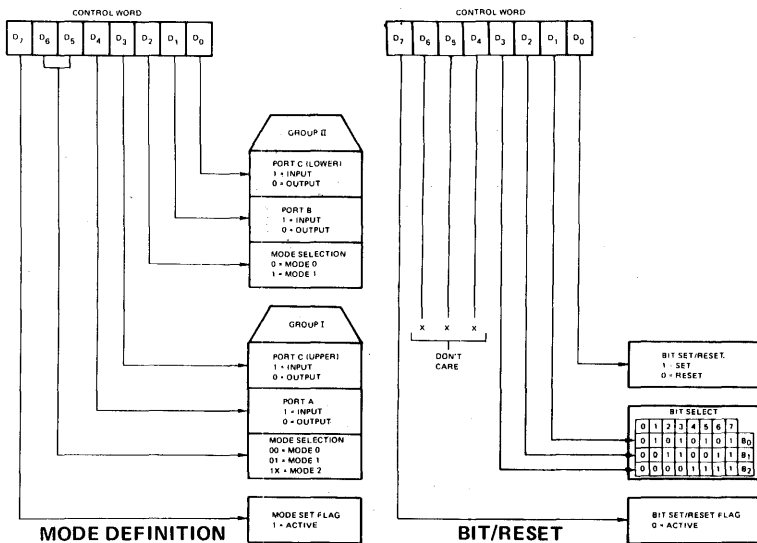 CONTROL WORD
D7 D6 D5 D4 D3 D2 D1 D0
GROUP II
PORT C (LOWER)
1 = INPUT
0 = OUTPUT
PORT B
1 = INPUT
0 = OUTPUT
MODE SELECTION
0 = MODE 0
1 = MODE 1
GROUP I
PORT C (UPPER)
1 = INPUT
0 = OUTPUT
PORT A
1 = INPUT
0 = OUTPUT
MODE SELECTION
00 = MODE 0
01 = MODE 1
1X = MODE 2
MODE SET FLAG
1 = ACTIVE
MODE DEFINITION
CONTROL WORD
D7 D6 D5 D4 D3 D2 D1 D0
X X X
DON'T
CARE
BIT SET/RESET.
1 - SET
0 = RESET
BIT SELECT
0 1 2 3 4 5 6 7
0 1 0 1 0 1 0 1 B0
0 0 1 1 0 0 1 1 B1
0 0 0 0 1 1 1 1 B2
BIT SET/RESET FLAG
0 = ACTIVE
BIT/RESET